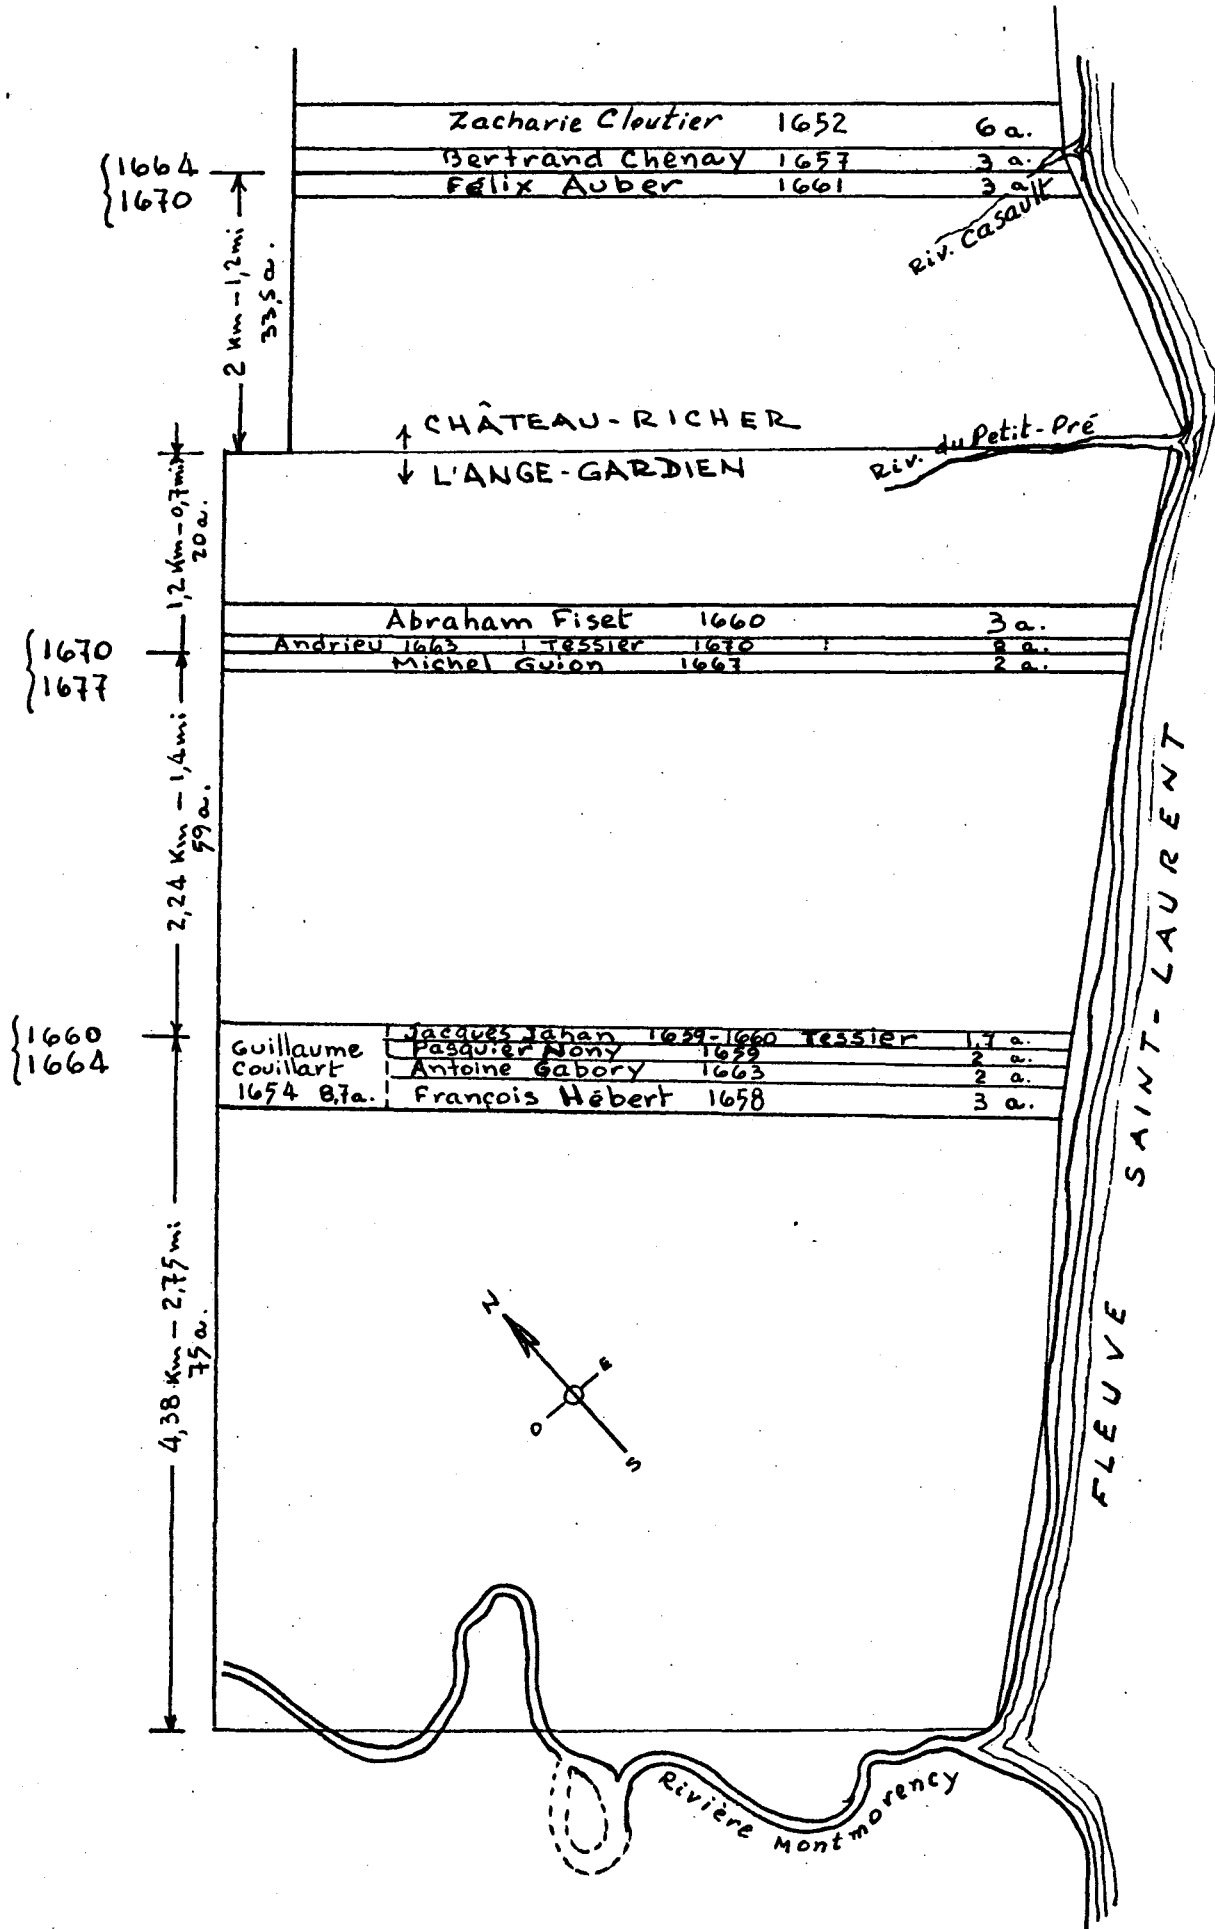 Zacharie Cloutier 1652 6 a.
Bertrand Chenay 1657 3 a.
Félix Auber 1661 3 a.
{1664
{1670
Riv. Casault
2 Km – 1,2 mi
33,5 a.
↑ CHÂTEAU-RICHER
↓ L'ANGE-GARDIEN
Riv. du Petit-Pré
1,2 Km – 0,7 mi
20 a.
Abraham Fiset 1660 3 a.
Andrieu 1663 Tessier 1670 2 a.
Michel Guion 1667 2 a.
{1670
{1677
2,24 Km – 1,4 mi
59 a.
{1660
{1664
Guillaume
Couillart
1654 8,7 a.
Jacques Jahan 1659-1660 Tessier 1,7 a.
Pasquier Nony 1659 2 a.
Antoine Gabory 1663 2 a.
François Hébert 1658 3 a.
4,38 Km – 2,75 mi
75 a.
N
E
O
S
FLEUVE SAINT-LAURENT
Rivière Montmorency